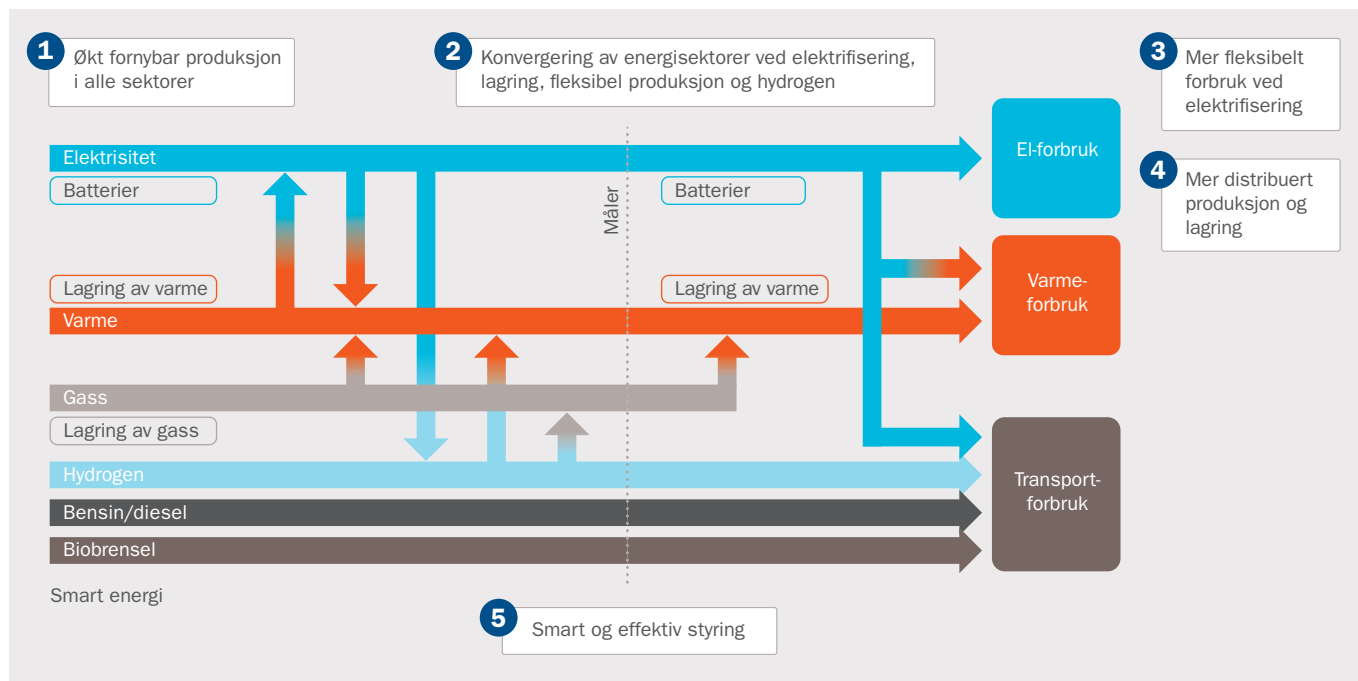 1
Økt fornybar produksjon
i alle sektorer
2
Konvergering av energisektorer ved elektrifisering,
lagring, fleksibel produksjon og hydrogen
3
Mer fleksibelt
forbruk ved
elektrifisering
Elektrisitet
Batterier
Batterier
Måler
El-forbruk
4
Mer distribuert
produksjon og
lagring
Lagring av varme
Lagring av varme
Varme
Varme-
forbruk
Gass
Lagring av gass
Hydrogen
Bensin/diesel
Biobrensel
Transport-
forbruk
Smart energi
5
Smart og effektiv styring